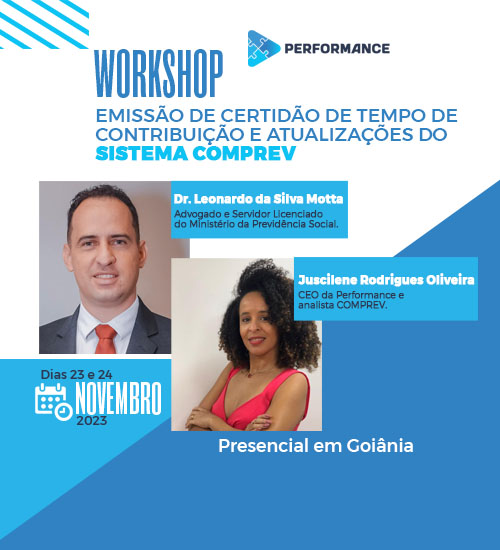 PERFORMANCE
WORKSHOP
EMISSÃO DE CERTIDÃO DE TEMPO DE
CONTRIBUIÇÃO E ATUALIZAÇÕES DO
SISTEMA COMPREV
Dr. Leonardo da Silva Motta
Advogado e Servidor Licenciado
do Ministério da Previdência Social.
Juscilene Rodrigues Oliveira
CEO da Performance e
analista COMPREV.
Dias 23 e 24
NOVEMBRO
2023
Presencial em Goiânia